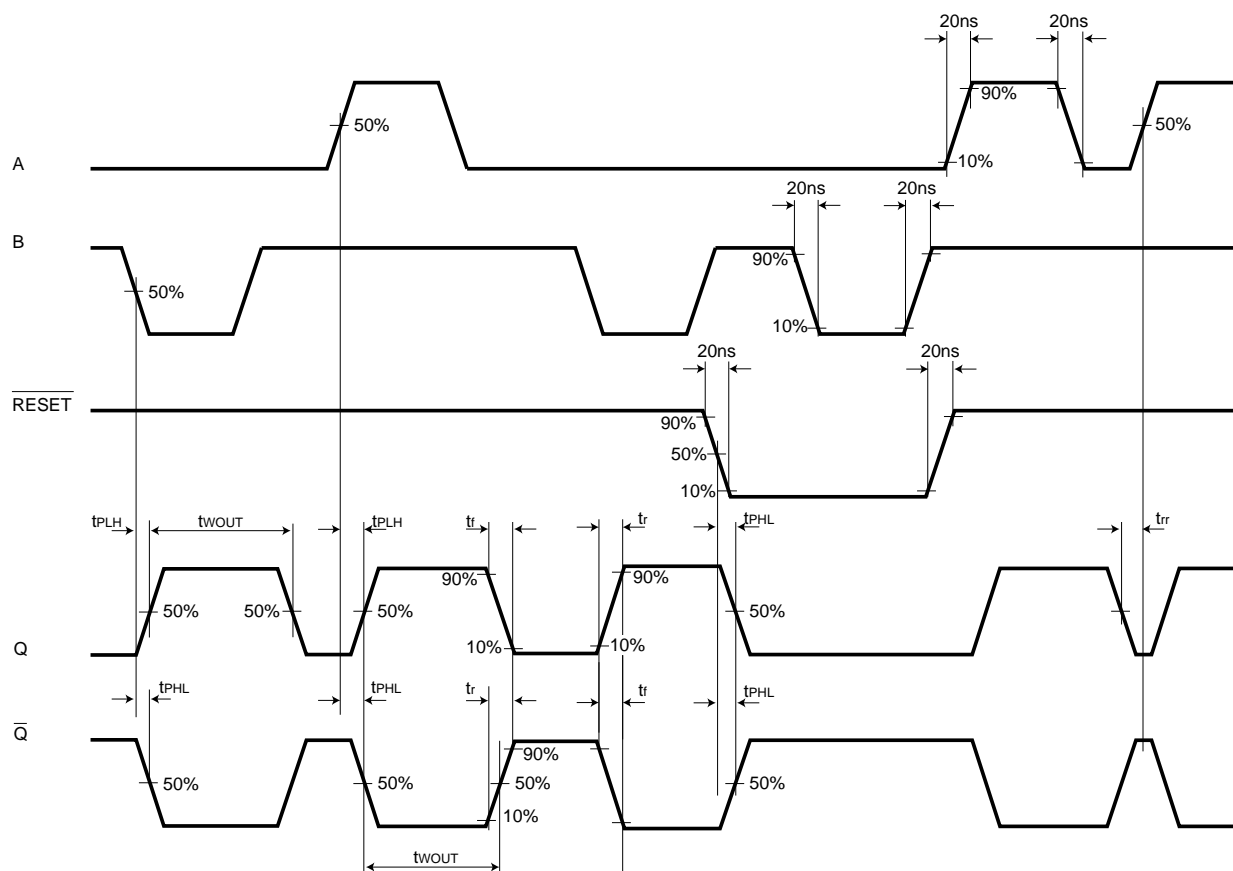 20ns 20ns
90%
50% 50%
A 10%
20ns 20ns
B
90%
50%
10%
20ns 20ns
RESET
90%
50%
10%
tPLH tWOUT tPLH tf tr tPHL trr
90% 90%
50% 50% 50% 50%
Q 10% 10%
tPHL tPHL tr tf tPHL
Q
90%
50% 50% 50% 50%
10%
tWOUT